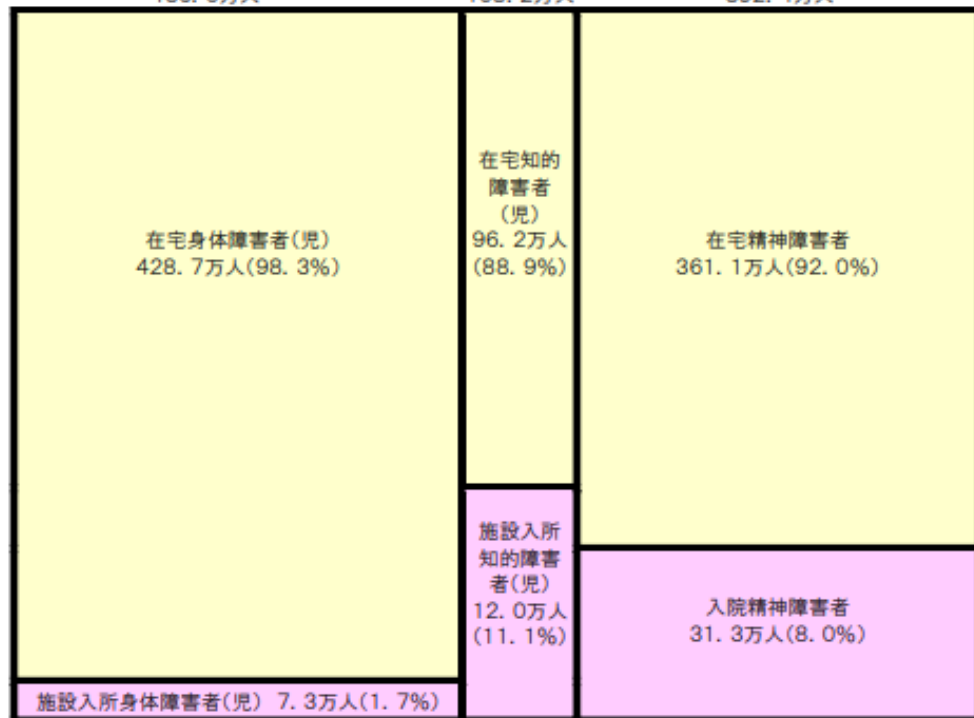 在宅身体障害者(児)
428. 7万人(98. 3%)
施設入所身体障害者(児) 7. 3万人(1. 7%)
在宅知的
障害者
(児)
96. 2万人
(88. 9%)
施設入所
知的障害
者(児)
12. 0万人
(11. 1%)
在宅精神障害者
361. 1万人(92. 0%)
入院精神障害者
31. 3万人(8. 0%)